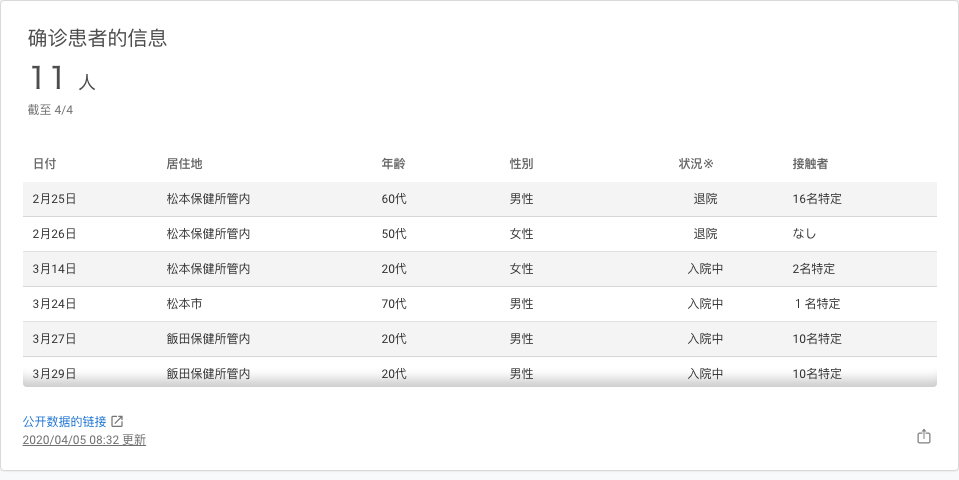 确诊患者的信息
11 人
截至 4/4
日付 居住地 年齢 性別 状況※ 接触者
2月25日 松本保健所管内 60代 男性 退院 16名特定
2月26日 松本保健所管内 50代 女性 退院 なし
3月14日 松本保健所管内 20代 女性 入院中 2名特定
3月24日 松本市 70代 男性 入院中 １名特定
3月27日 飯田保健所管内 20代 男性 入院中 10名特定
3月29日 飯田保健所管内 20代 男性 入院中 10名特定
公开数据的链接
2020/04/05 08:32 更新